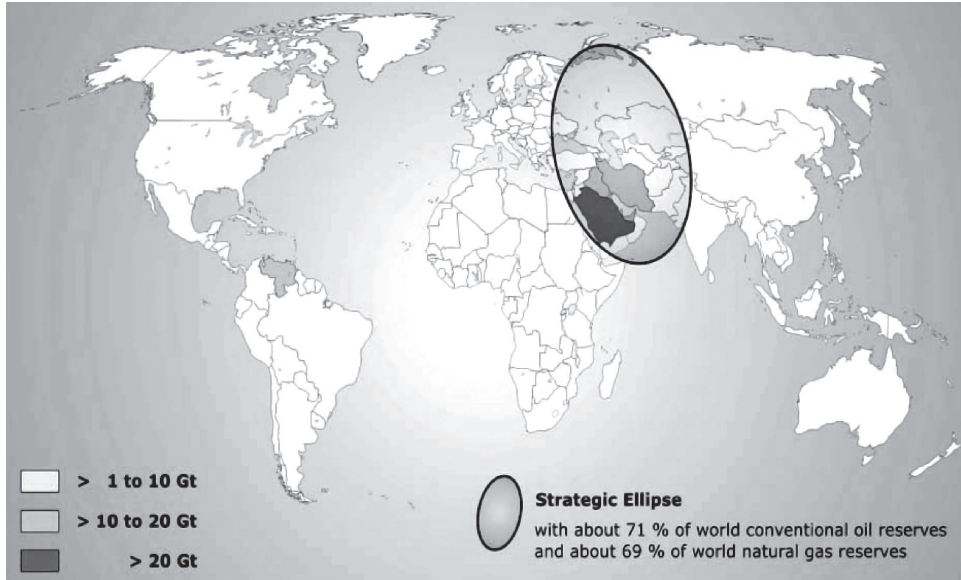 > 1 to 10 Gt
> 10 to 20 Gt
> 20 Gt
Strategic Ellipse
with about 71 % of world conventional oil reserves
and about 69 % of world natural gas reserves